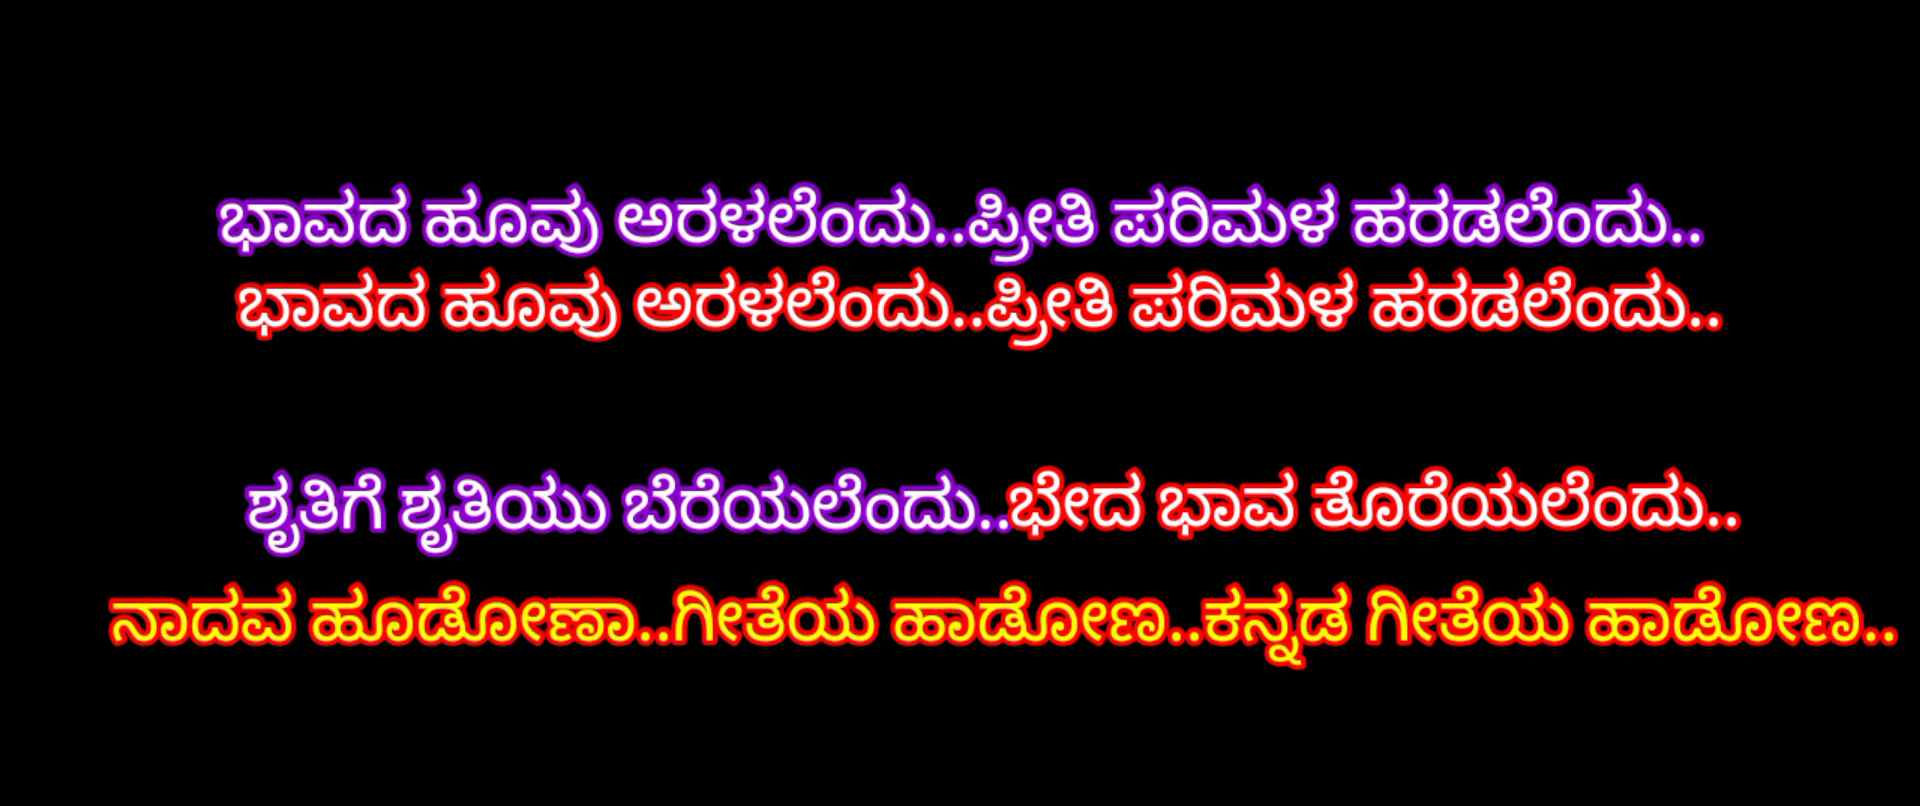 ಭಾವದ ಹೂವು ಅರಳಲೆಂದು..ಪ್ರೀತಿ ಪರಿಮಳ ಹರಡಲೆಂದು..
ಭಾವದ ಹೂವು ಅರಳಲೆಂದು..ಪ್ರೀತಿ ಪರಿಮಳ ಹರಡಲೆಂದು..
ಶೃತಿಗೆ ಶೃತಿಯು ಬೆರೆಯಲೆಂದು..ಭೇದ ಭಾವ ತೊರೆಯಲೆಂದು..
ನಾದವ ಹೂಡೋಣಾ..ಗೀತೆಯ ಹಾಡೋಣ..ಕನ್ನಡ ಗೀತೆಯ ಹಾಡೋಣ..